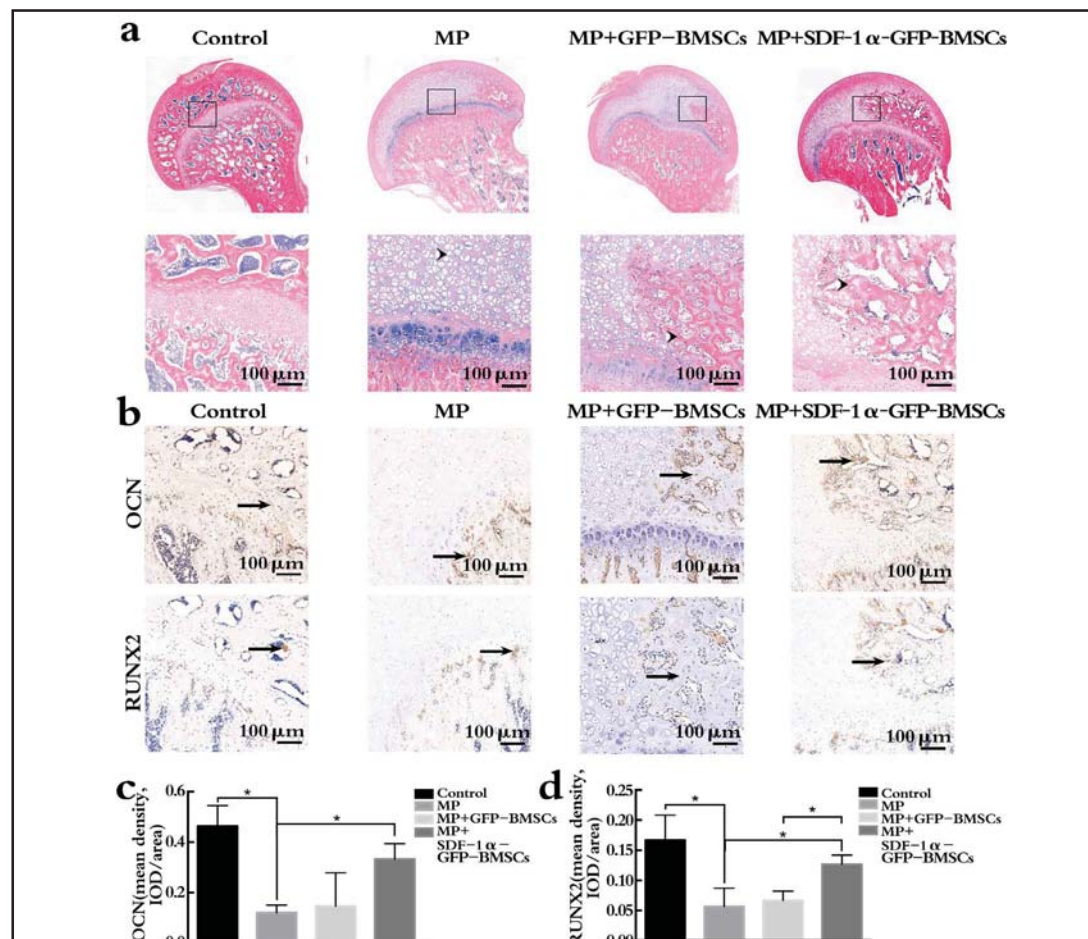 a
Control MP MP+GFP-BMSCs MP+SDF-1α-GFP-BMSCs
100 μm 100 μm 100 μm 100 μm
b
Control MP MP+GFP-BMSCs MP+SDF-1α-GFP-BMSCs
OCN
100 μm 100 μm 100 μm 100 μm
RUNX2
100 μm 100 μm 100 μm 100 μm
c
OCN(mean density,
IOD/area)
0.6
0.4
0.2
0.0
* *
Control
MP
MP+GFP-BMSCs
MP+
SDF-1α-
GFP-BMSCs
d
RUNX2(mean density,
IOD/area)
0.25
0.20
0.15
0.10
0.05
0.00
* * *
Control
MP
MP+GFP-BMSCs
MP+
SDF-1α-
GFP-BMSCs